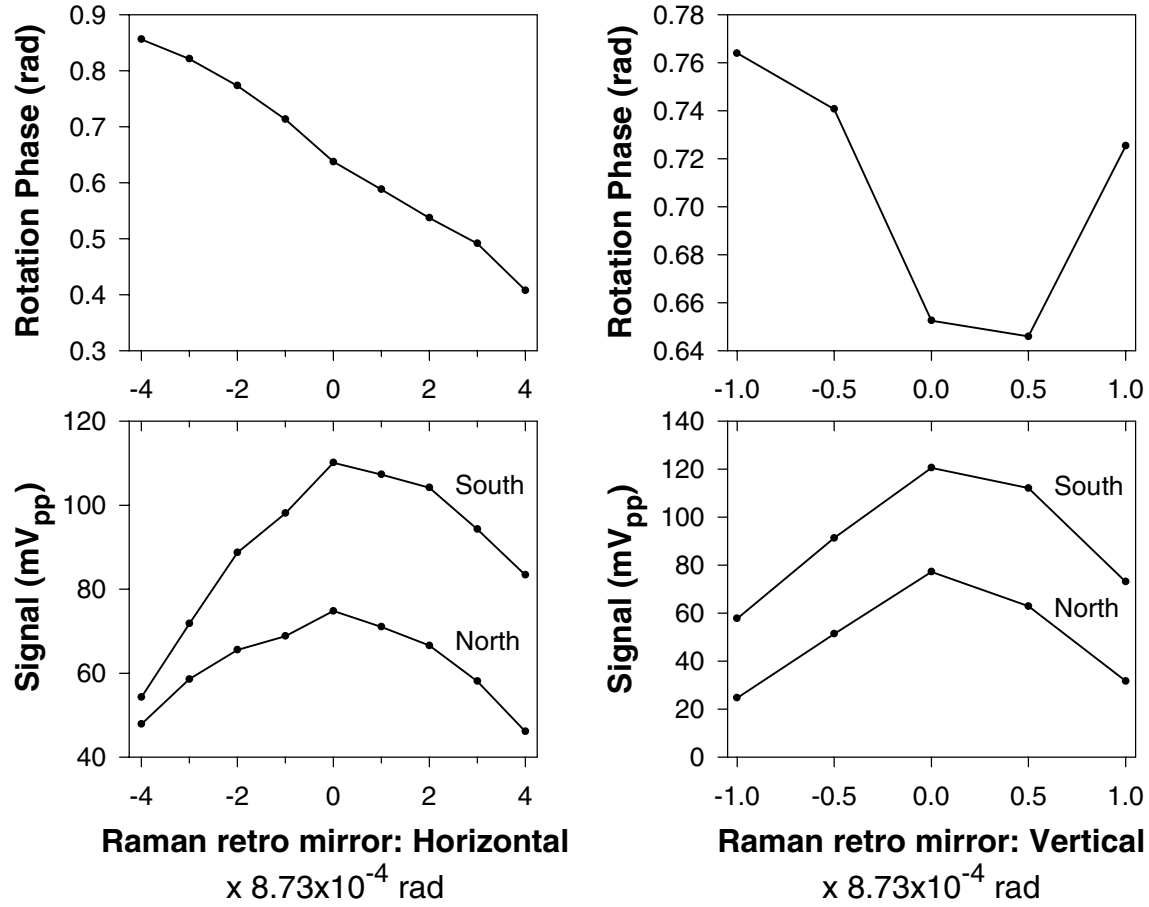 Rotation Phase (rad)
0.9
0.8
0.7
0.6
0.5
0.4
0.3
-4 -2 0 2 4
Rotation Phase (rad)
0.78
0.76
0.74
0.72
0.70
0.68
0.66
0.64
-1.0 -0.5 0.0 0.5 1.0
Signal (mVpp)
120
100
80
60
40
South
North
-4 -2 0 2 4
Raman retro mirror: Horizontal
x 8.73x10-4 rad
Signal (mVpp)
140
120
100
80
60
40
20
0
South
North
-1.0 -0.5 0.0 0.5 1.0
Raman retro mirror: Vertical
x 8.73x10-4 rad